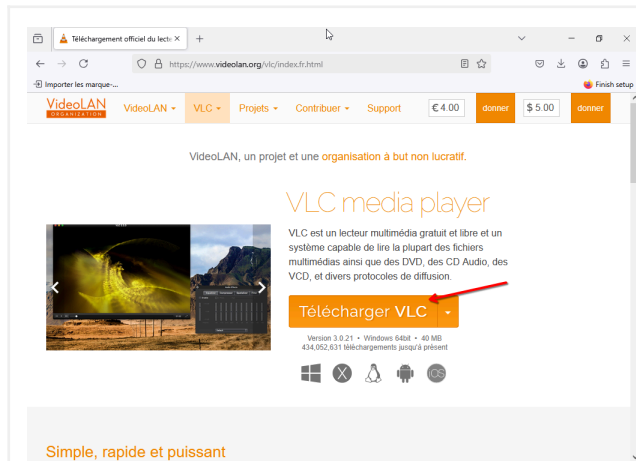 Téléchargement officiel du lecte
https://www.videolan.org/vlc/index.fr.html
Importer les marque-...
Finish setup
VideoLAN
ORGANIZATION
VideoLAN
VLC
Projets
Contribuer
Support
€ 4.00
donner
$ 5.00
donner
VideoLAN, un projet et une organisation à but non lucratif.
VLC media player
VLC est un lecteur multimédia gratuit et libre et un
système capable de lire la plupart des fichiers
multimédias ainsi que des DVD, des CD Audio, des
VCD, et divers protocoles de diffusion.
Télécharger VLC
Version 3.0.21 • Windows 64bit • 40 MB
434,052,631 téléchargements jusqu'à présent
iOS
Simple, rapide et puissant